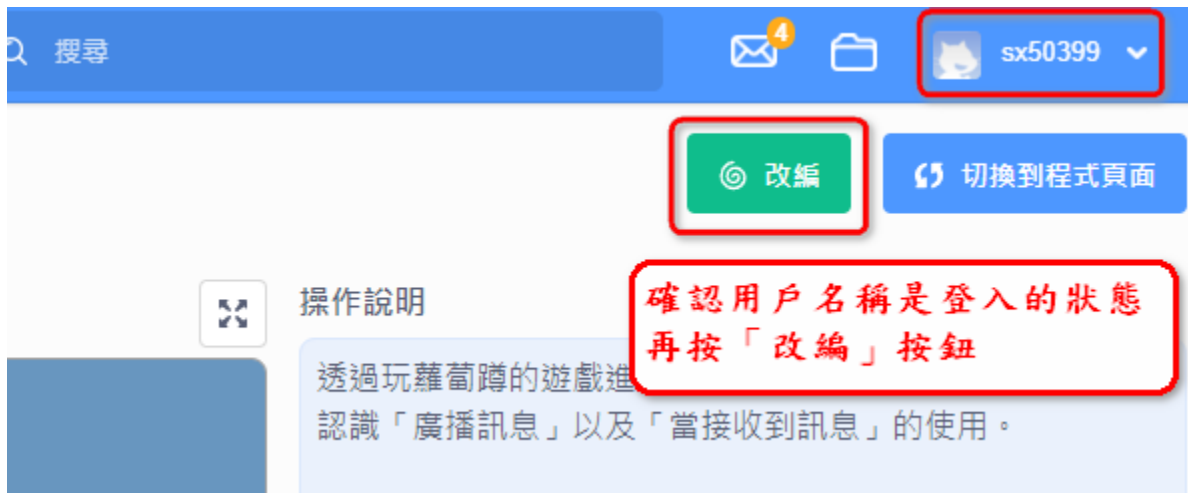 搜尋
4
sx50399
改編
切換到程式頁面
操作說明
確認用戶名稱是登入的狀態
再按「改編」按鈕
透過玩蘿蔔蹲的遊戲進
認識「廣播訊息」以及「當接收到訊息」的使用。